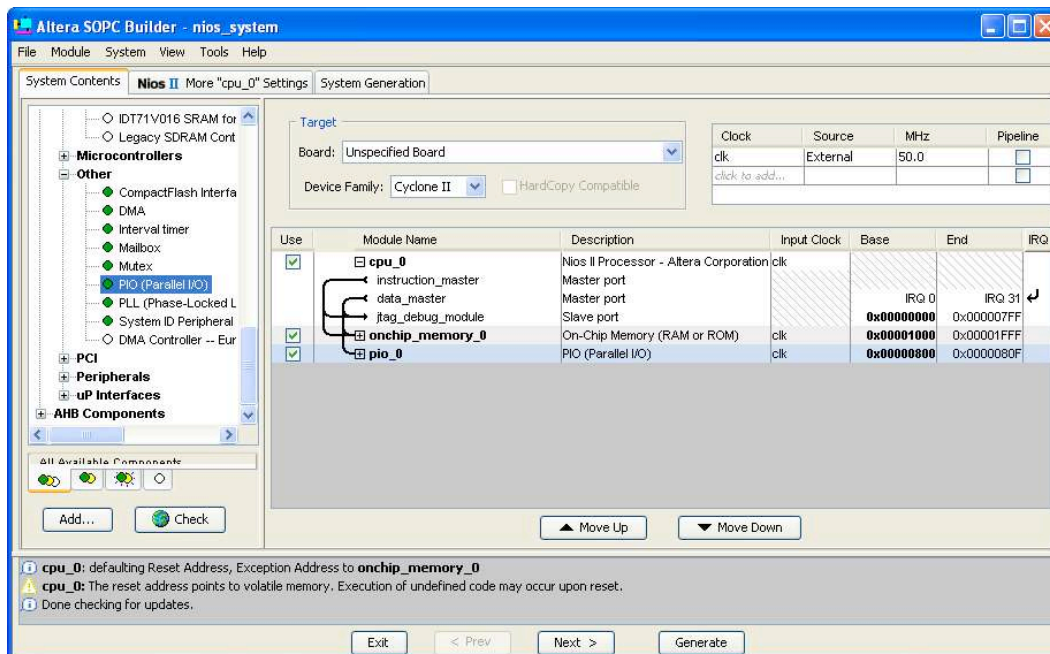 Altera SOPC Builder - nios_system
File Module System View Tools Help
System Contents Nios II More "cpu_0" Settings System Generation
IDT71V016 SRAM for
Legacy SDRAM Cont
Microcontrollers
Other
CompactFlash Interfa
DMA
Interval timer
Mailbox
Mutex
PIO (Parallel I/O)
PLL (Phase-Locked L
System ID Peripheral
DMA Controller -- Eur
PCI
Peripherals
uP Interfaces
AHB Components
All Available Components
Add... Check
Target
Board: Unspecified Board
Device Family: Cyclone II HardCopy Compatible
Clock Source MHz Pipeline
clk External 50.0
click to add...
Use Module Name Description Input Clock Base End IRQ
cpu_0 Nios II Processor - Altera Corporation clk
instruction_master Master port
data_master Master port IRQ 0 IRQ 31
jtag_debug_module Slave port 0x00000000 0x000007FF
onchip_memory_0 On-Chip Memory (RAM or ROM) clk 0x00001000 0x00001FFF
pio_0 PIO (Parallel I/O) clk 0x00000800 0x0000080F
Move Up Move Down
cpu_0: defaulting Reset Address, Exception Address to onchip_memory_0
cpu_0: The reset address points to volatile memory. Execution of undefined code may occur upon reset.
Done checking for updates.
Exit < Prev Next > Generate